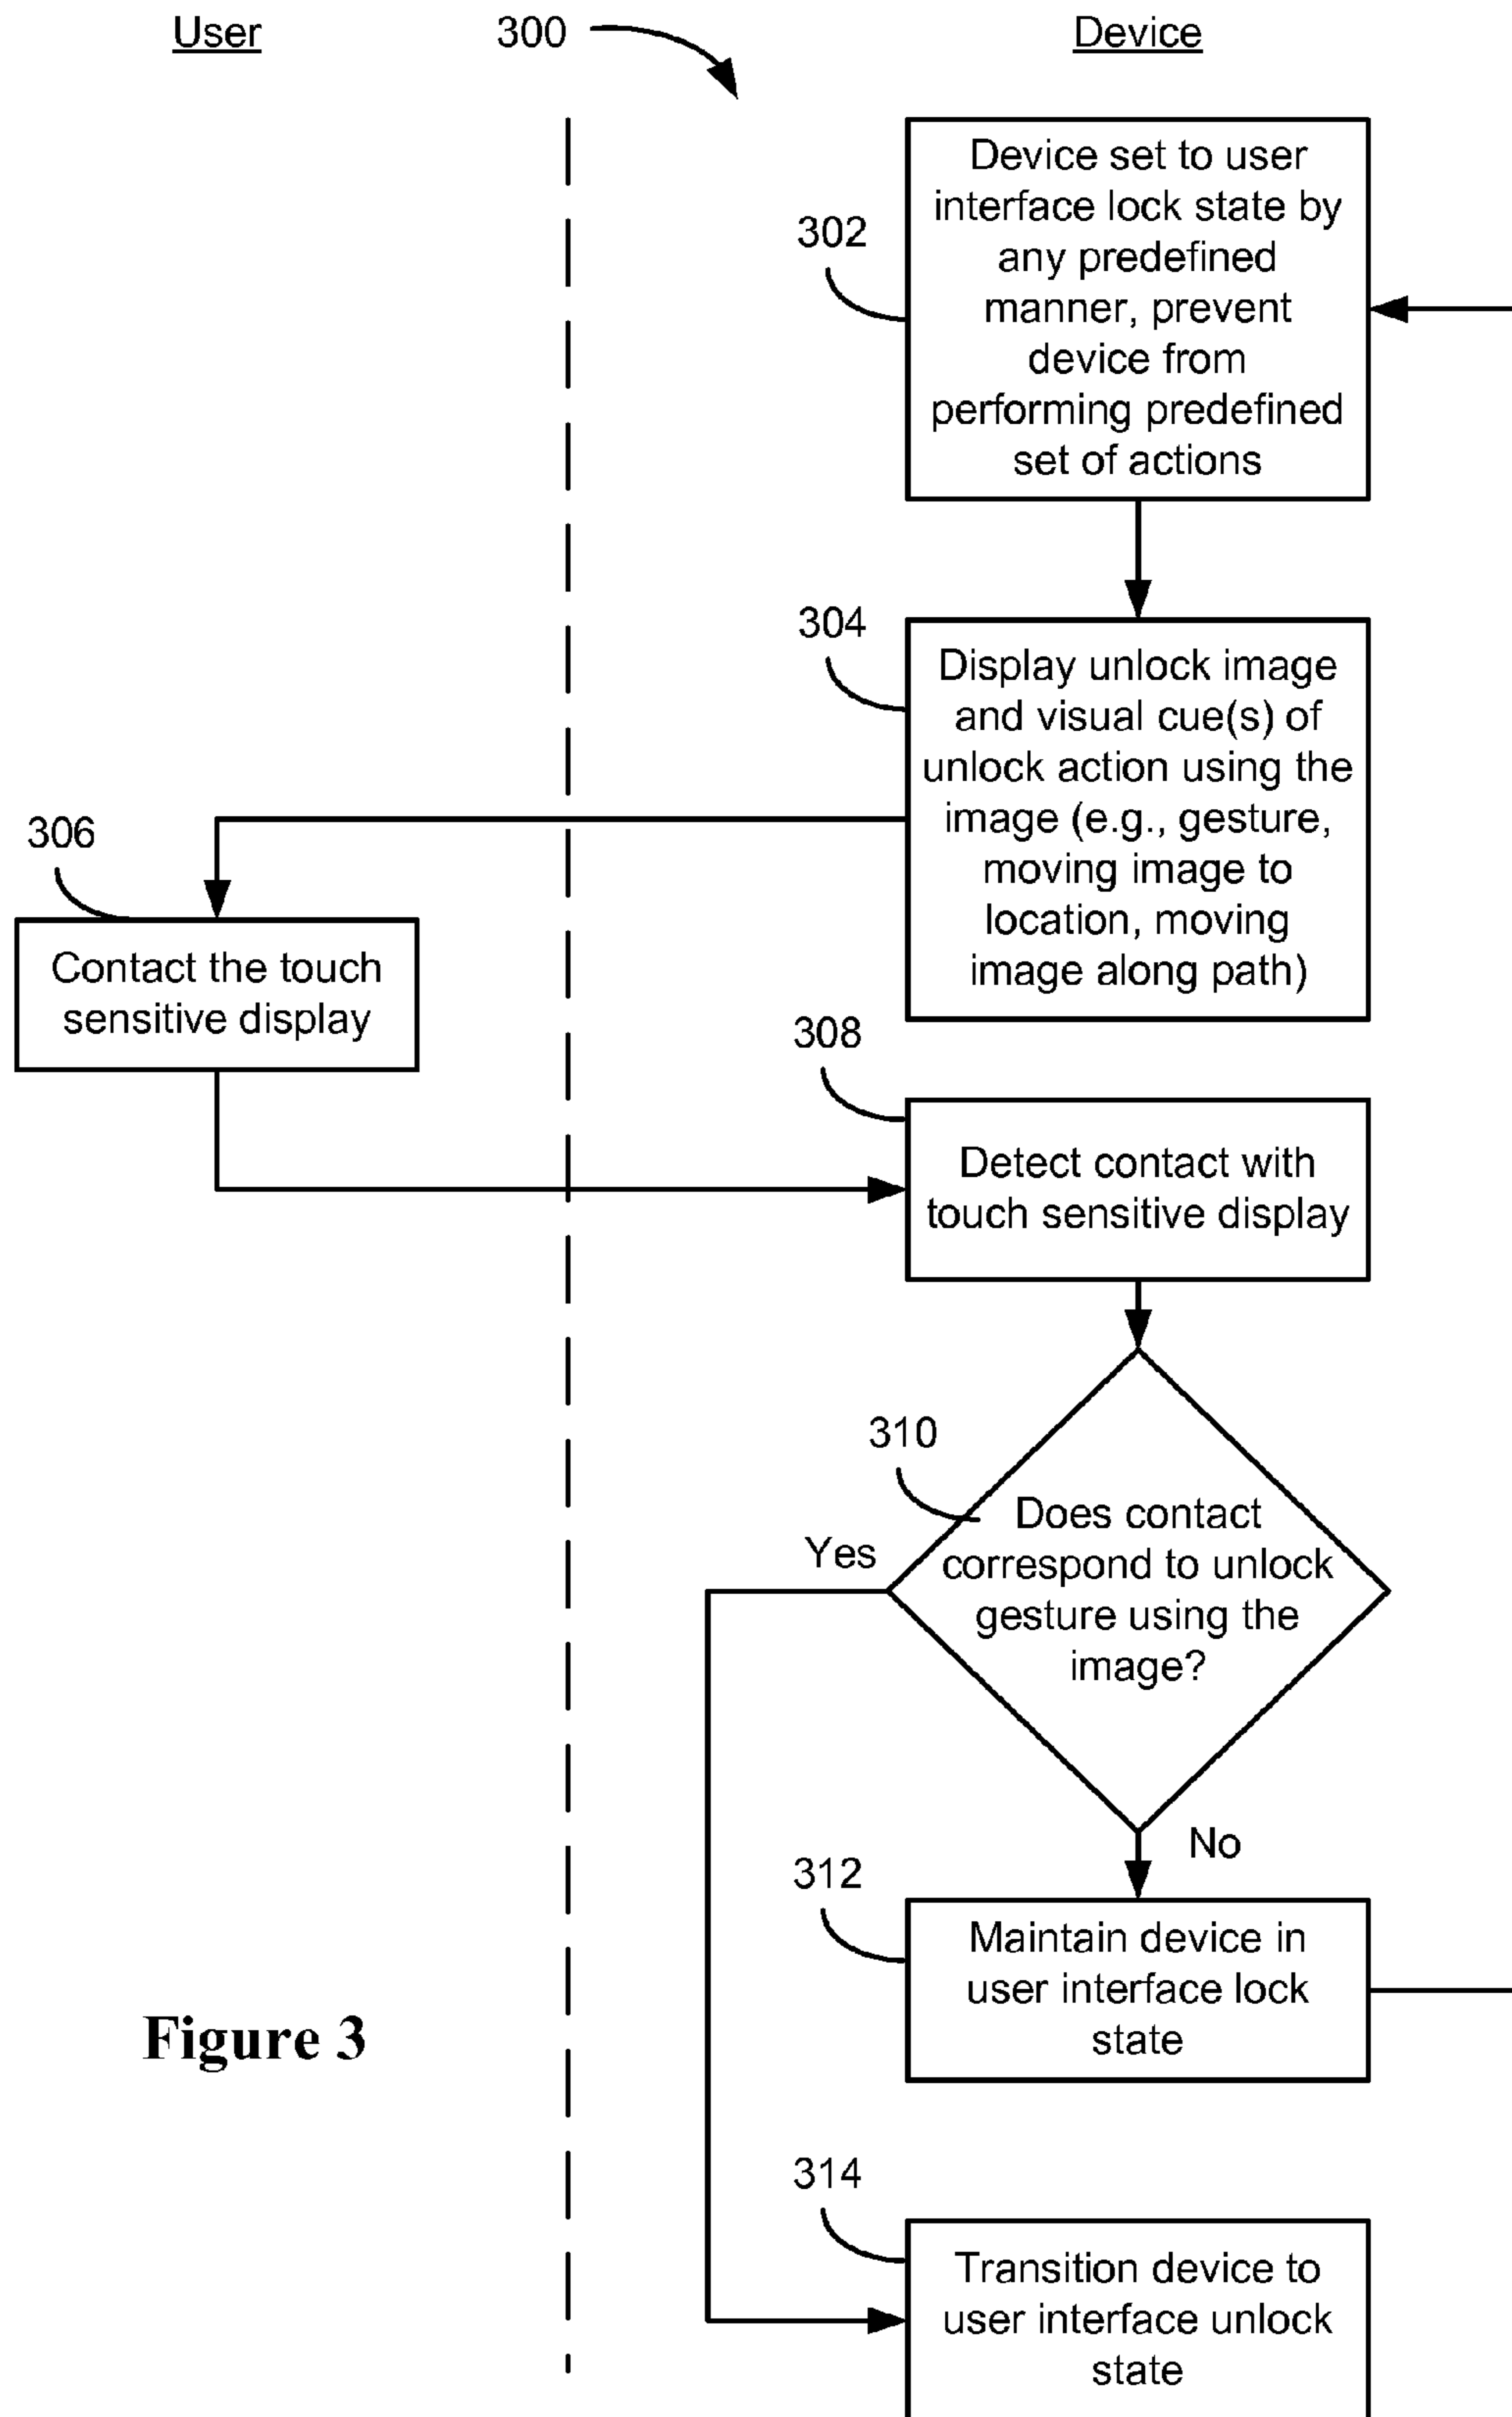 User
300
Device
302
Device set to user
interface lock state by
any predefined
manner, prevent
device from
performing predefined
set of actions
304
Display unlock image
and visual cue(s) of
unlock action using the
image (e.g., gesture,
moving image to
location, moving
image along path)
306
Contact the touch
sensitive display
308
Detect contact with
touch sensitive display
310
Does contact
correspond to unlock
gesture using the
image?
Yes
No
312
Maintain device in
user interface lock
state
Figure 3
314
Transition device to
user interface unlock
state